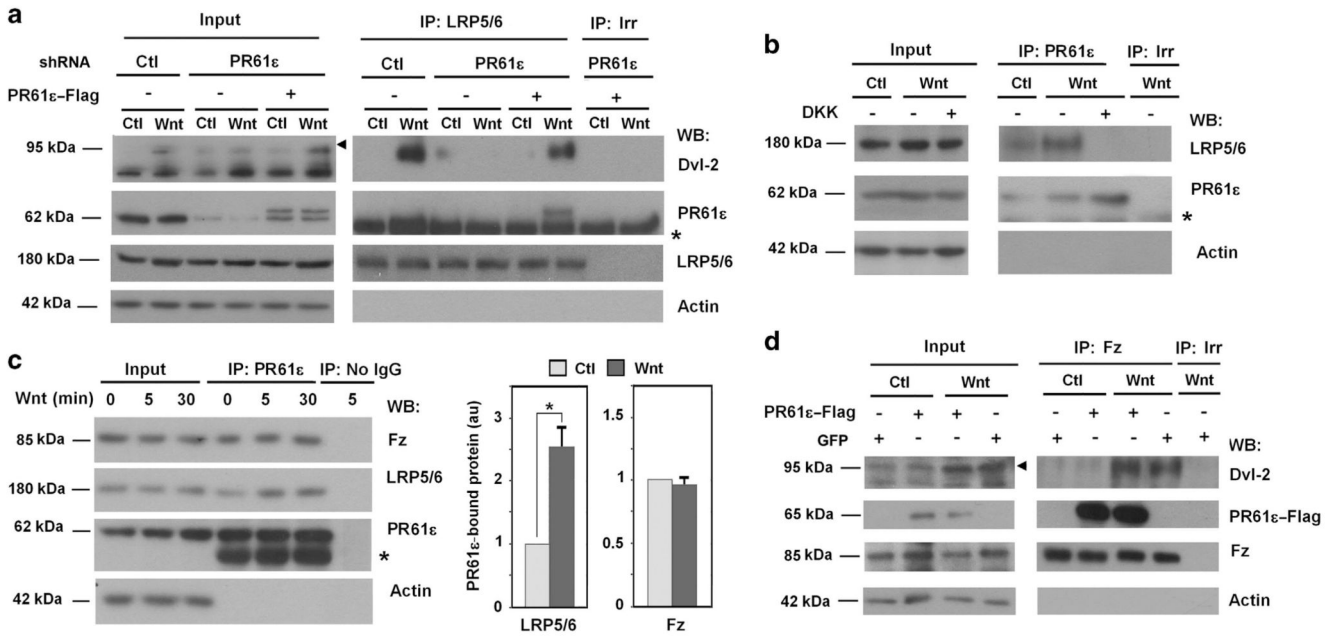 a
Input
IP: LRP5/6
IP: Irr
shRNA
Ctl
PR61ε
Ctl
PR61ε
PR61ε
PR61ε–Flag
-
-
+
-
-
+
+
Ctl Wnt Ctl Wnt Ctl Wnt
Ctl Wnt Ctl Wnt Ctl Wnt Ctl Wnt
WB:
95 kDa
Dvl-2
62 kDa
PR61ε
*
180 kDa
LRP5/6
42 kDa
Actin
b
Input
IP: PR61ε
IP: Irr
Ctl
Wnt
Ctl
Wnt
Wnt
DKK
- - +
- - + -
WB:
180 kDa
LRP5/6
62 kDa
PR61ε
*
42 kDa
Actin
c
Input
IP: PR61ε
IP: No IgG
Wnt (min)
0 5 30 0 5 30 5
WB:
85 kDa
Fz
180 kDa
LRP5/6
62 kDa
PR61ε
*
42 kDa
Actin
Ctl
Wnt
PR61ε-bound protein (au)
3
2
1
0
*
LRP5/6
1.5
1
0.5
0
Fz
d
Input
IP: Fz
IP: Irr
Ctl
Wnt
Ctl
Wnt
Wnt
PR61ε–Flag
- + + -
- + + - -
GFP
+ - - +
+ - - + +
WB:
95 kDa
Dvl-2
65 kDa
PR61ε–Flag
85 kDa
Fz
42 kDa
Actin